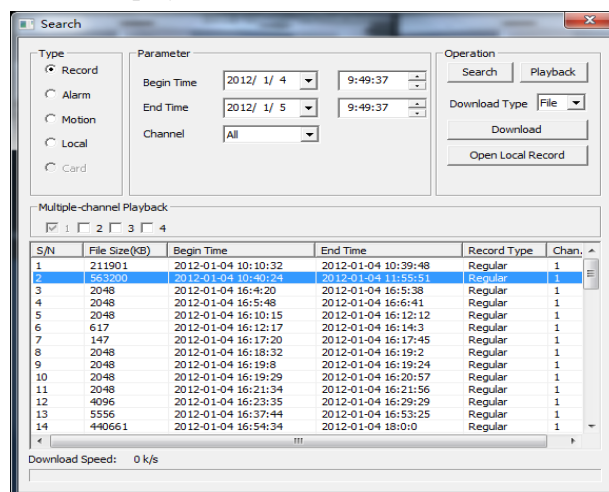 Search
Type Parameter Operation
Record Begin Time 2012/ 1/ 4 9:49:37 Search Playback
Alarm End Time 2012/ 1/ 5 9:49:37 Download Type File
Motion Channel All Download
Local Open Local Record
Card
Multiple-channel Playback
1 2 3 4
S/N File Size(KB) Begin Time End Time Record Type Chan.
1 211901 2012-01-04 10:10:32 2012-01-04 10:39:48 Regular 1
2 563200 2012-01-04 10:40:24 2012-01-04 11:55:51 Regular 1
3 2048 2012-01-04 16:4:20 2012-01-04 16:5:38 Regular 1
4 2048 2012-01-04 16:5:48 2012-01-04 16:6:41 Regular 1
5 2048 2012-01-04 16:10:15 2012-01-04 16:12:12 Regular 1
6 617 2012-01-04 16:12:17 2012-01-04 16:14:3 Regular 1
7 147 2012-01-04 16:17:20 2012-01-04 16:17:45 Regular 1
8 2048 2012-01-04 16:18:32 2012-01-04 16:19:2 Regular 1
9 2048 2012-01-04 16:19:8 2012-01-04 16:19:24 Regular 1
10 2048 2012-01-04 16:19:29 2012-01-04 16:20:57 Regular 1
11 2048 2012-01-04 16:21:34 2012-01-04 16:21:56 Regular 1
12 4096 2012-01-04 16:23:35 2012-01-04 16:29:29 Regular 1
13 5556 2012-01-04 16:37:44 2012-01-04 16:53:25 Regular 1
14 440661 2012-01-04 16:54:34 2012-01-04 18:0:0 Regular 1
Download Speed: 0 k/s